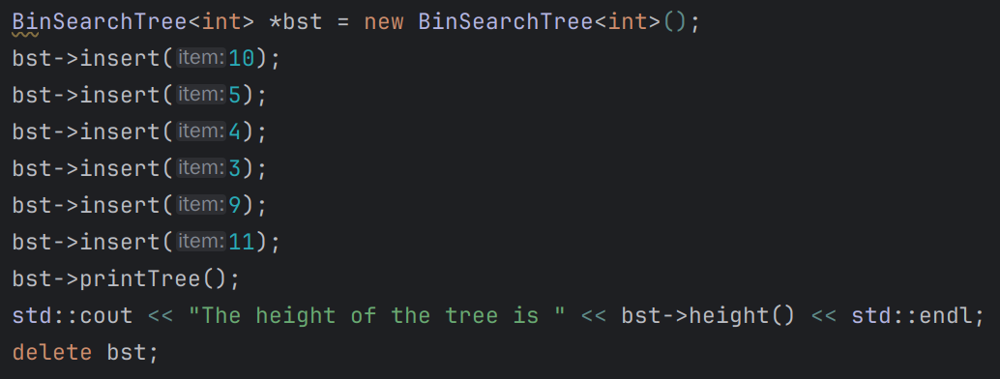 BinSearchTree<int> *bst = new BinSearchTree<int>();
bst->insert( item: 10);
bst->insert( item: 5);
bst->insert( item: 4);
bst->insert( item: 3);
bst->insert( item: 9);
bst->insert( item: 11);
bst->printTree();
std::cout << "The height of the tree is " << bst->height() << std::endl;
delete bst;